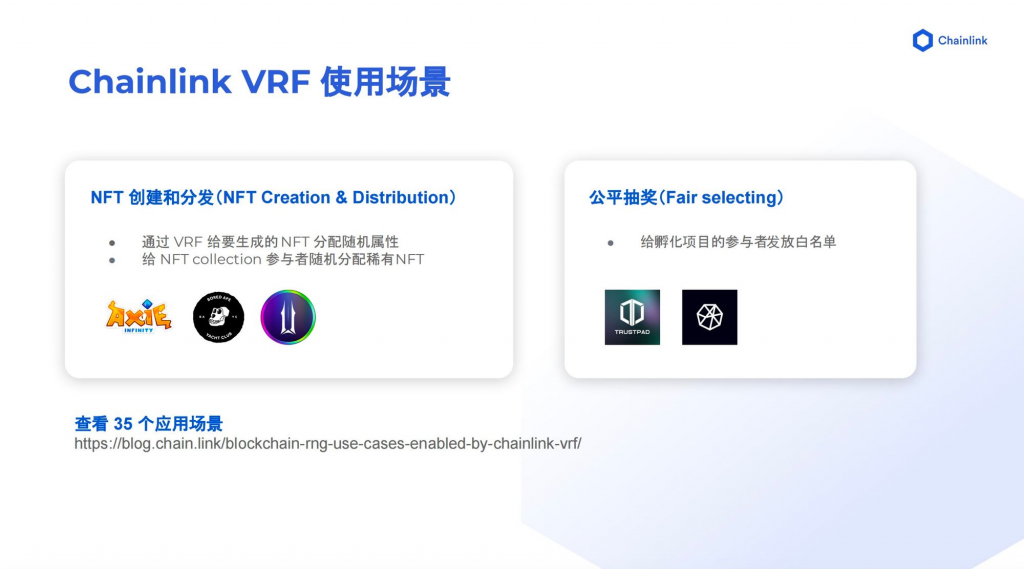 Chainlink
Chainlink VRF 使用场景
NFT 创建和分发(NFT Creation & Distribution)
● 通过 VRF 给要生成的 NFT 分配随机属性
● 给 NFT collection 参与者随机分配稀有NFT
AXIE
INFINITY
BORED APE
YACHT CLUB
公平抽奖(Fair selecting)
● 给孵化项目的参与者发放白名单
TRUSTPAD
查看 35 个应用场景
https://blog.chain.link/blockchain-rng-use-cases-enabled-by-chainlink-vrf/